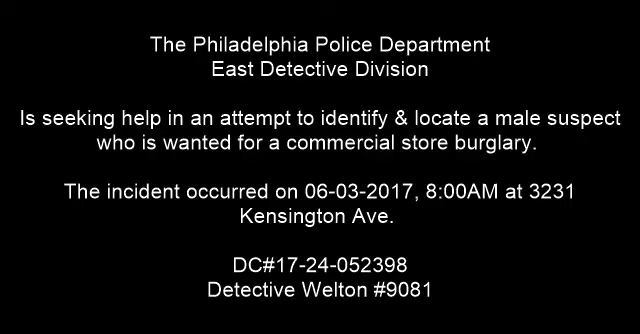 The Philadelphia Police Department
East Detective Division
Is seeking help in an attempt to identify & locate a male suspect
who is wanted for a commercial store burglary.
The incident occurred on 06-03-2017, 8:00AM at 3231
Kensington Ave.
DC#17-24-052398
Detective Welton #9081